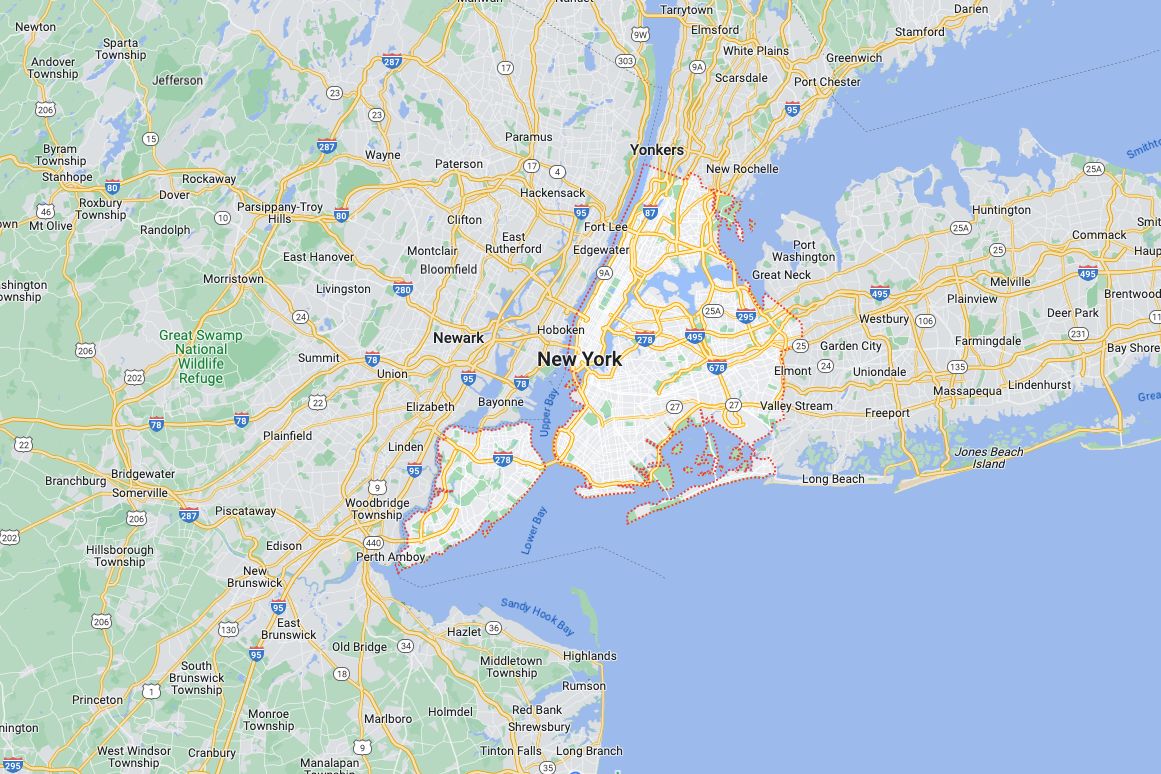 Newton
Sparta
Township
Andover
Township
Jefferson
206
15
Byram
Township
Stanhope
80
Rockaway
Dover
Roxbury
Township
46
Mt Olive
Randolph
10
Parsippany-Troy
Hills
80
287
23
23
287
Wayne
17
303
9W
Tarrytown
Elmsford
White Plains
Scarsdale
9A
Darien
Stamford
Greenwich
Port Chester
95
Paramus
Paterson
17
4
Hackensack
95
Yonkers
New Rochelle
87
Fort Lee
Clifton
East
Rutherford
Edgewater
Montclair
Bloomfield
9A
East Hanover
Morristown
Livingston
280
24
Great Swamp
National
Wildlife
Refuge
206
202
Summit
78
Union
Newark
Hoboken
New York
95
78
22
Elizabeth
Bayonne
Upper Bay
78
78
Plainfield
22
Linden
95
278
Bridgewater
Branchburg
Somerville
206
287
202
Piscataway
9
Woodbridge
Township
Edison
440
Perth Amboy
Lower Bay
Hillsborough
Township
New
Brunswick
95
206
130
East
Brunswick
95
Sandy Hook Bay
Hazlet
36
Old Bridge
34
Middletown
Township
Highlands
Rumson
18
South
Brunswick
Township
1
Princeton
Monroe
Township
Marlboro
Holmdel
Red Bank
Shrewsbury
West Windsor
Township
Cranbury
9
Manalapan
Township
Tinton Falls
Long Branch
35
295
25A
278
495
295
678
27
27
25
24
Port
Washington
Great Neck
495
Westbury
106
Garden City
Elmont
Uniondale
135
Valley Stream
Freeport
Long Beach
Huntington
25A
25A
25
Commack
Melville
495
Plainview
Brentwood
Deer Park
231
Farmingdale
Bay Shore
Massapequa
Lindenhurst
Jones Beach
Island